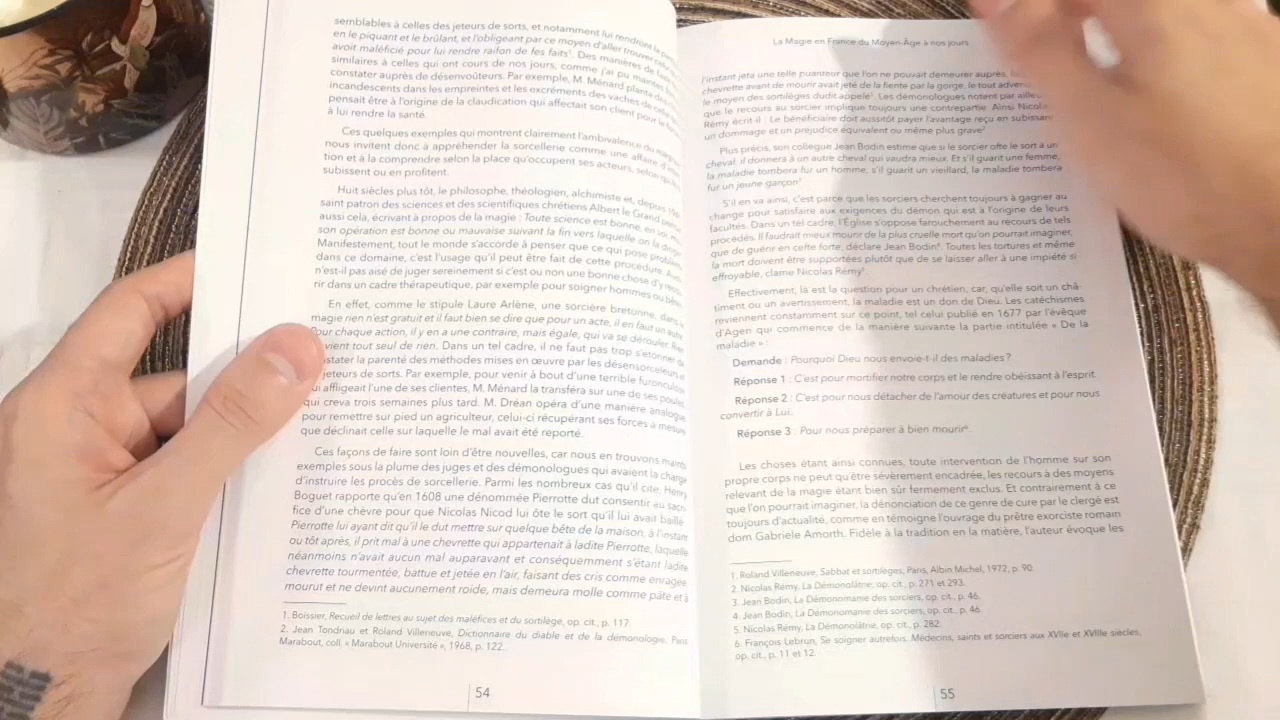 semblables à celles des jeteurs de sorts, et notamment lui rendront la
en le piquant et le brûlant, et l'obligeant par ce moyen d'aller trouver
avoit maléficié pour lui rendre raifon de fes faits¹. Des manières de
similaires à celles qui ont cours de nos jours, comme j'ai pu
constater auprès de désenvoûteurs. Par exemple, M. Ménard planta des
incandescents dans les empreintes et les excréments des vaches de celle
pensait être à l'origine de la claudication qui affectait son client pour le
à lui rendre la santé.
Ces quelques exemples qui montrent clairement l'ambivalence du
nous invitent donc à appréhender la sorcellerie comme une affaire
tion et à la comprendre selon la place qu'occupent ses acteurs, selon
subissent ou en profitent.
Huit siècles plus tôt, le philosophe, théologien, alchimiste et, depuis
saint patron des sciences et des scientifiques chrétiens Albert le Grand
aussi cela, écrivant à propos de la magie : Toute science est bonne, en soi,
son opération est bonne ou mauvaise suivant la fin vers laquelle on la dirige
Manifestement, tout le monde s'accorde à penser que ce qui pose problème
dans ce domaine, c'est l'usage qu'il peut être fait de cette procédure.
n'est-il pas aisé de juger sereinement si c'est ou non une bonne chose d'y
rir dans un cadre thérapeutique, par exemple pour soigner hommes ou
En effet, comme le stipule Laure Arlène, une sorcière bretonne, dans
magie rien n'est gratuit et il faut bien se dire que pour un acte, il en faut un autre
Pour chaque action, il y en a une contraire, mais égale, qui va se dérouler. Rien
vient tout seul de rien. Dans un tel cadre, il ne faut pas trop s'étonner de
stater la parenté des méthodes mises en œuvre par les désensorceleurs
jeteurs de sorts. Par exemple, pour venir à bout d'une terrible furonculose
affligeait l'une de ses clientes, M. Ménard la transféra sur une de ses poules,
qui creva trois semaines plus tard. M. Dréan opéra d'une manière analogue
pour remettre sur pied un agriculteur, celui-ci récupérant ses forces à mesure
que déclinait celle sur laquelle le mal avait été reporté.
Ces façons de faire sont loin d'être nouvelles, car nous en trouvons maints
exemples sous la plume des juges et des démonologues qui avaient la charge
d'instruire les procès de sorcellerie. Parmi les nombreux cas qu'il cite, Henry
Boguet rapporte qu'en 1608 une dénommée Pierrotte dut consentir au sacri-
fice d'une chèvre pour que Nicolas Nicod lui ôte le sort qu'il lui avait baillé.
Pierrotte lui ayant dit qu'il le dut mettre sur quelque bête de la maison, à l'instant
ou tôt après, il prit mal à une chevrette qui appartenait à ladite Pierrotte, laquelle
néanmoins n'avait aucun mal auparavant et conséquemment s'étant ladite
chevrette tourmentée, battue et jetée en l'air, faisant des cris comme enragée,
mourut et ne devint aucunement roide, mais demeura molle comme pâte et à
1. Boissier, Recueil de lettres au sujet des maléfices et du sortilège, op. cit., p. 117.
2. Jean Tondriau et Roland Villeneuve, Dictionnaire du diable et de la démonologie, Paris
Marabout, coll. « Marabout Université », 1968, p. 122.
54
La Magie en France du Moyen-Âge à nos jours
l'instant jeta une telle puanteur que l'on ne pouvait demeurer auprès,
chevrette avant de mourir avait jeté de la fiente par la gorge, le tout
le moyen des sortilèges dudit appelé¹. Les démonologues notent par
que le recours au sorcier implique toujours une contrepartie. Ainsi Nicolas
Rémy écrit-il : Le bénéficiaire doit aussitôt payer l'avantage reçu en subissant
un dommage et un préjudice équivalent ou même plus grave²
Plus précis, son collègue Jean Bodin estime que si le sorcier ofte le sort à un
cheval, il donnera à un autre cheval qui vaudra mieux. Et s'il guarit une femme,
la maladie tombera fur un homme, s'il guarit un vieillard, la maladie tombera
fur un jeune garçon³
S'il en va ainsi, c'est parce que les sorciers cherchent toujours à gagner au
change pour satisfaire aux exigences du démon qui est à l'origine de leurs
facultés. Dans un tel cadre, l'Église s'oppose farouchement au recours de tels
procédés. Il faudrait mieux mourir de la plus cruelle mort qu'on pourrait imaginer,
que de guérir en cefte forte, déclare Jean Bodin⁴. Toutes les tortures et même
la mort doivent être supportées plutôt que de se laisser aller à une impiété si
effroyable, clame Nicolas Rémy⁵.
Effectivement, là est la question pour un chrétien, car, qu'elle soit un châ-
timent ou un avertissement, la maladie est un don de Dieu. Les catéchismes
reviennent constamment sur ce point, tel celui publié en 1677 par l'évêque
d'Agen qui commence de la manière suivante la partie intitulée « De la
maladie » :
Demande : Pourquoi Dieu nous envoie-t-il des maladies ?
Réponse 1 : C'est pour mortifier notre corps et le rendre obéissant à l'esprit.
Réponse 2 : C'est pour nous détacher de l'amour des créatures et pour nous
convertir à Lui.
Réponse 3 : Pour nous préparer à bien mourir⁶.
Les choses étant ainsi connues, toute intervention de l'homme sur son
propre corps ne peut qu'être sévèrement encadrée, les recours à des moyens
relevant de la magie étant bien sûr fermement exclus. Et contrairement à ce
que l'on pourrait imaginer, la dénonciation de ce genre de cure par le clergé est
toujours d'actualité, comme en témoigne l'ouvrage du prêtre exorciste romain
dom Gabriele Amorth. Fidèle à la tradition en la matière, l'auteur évoque les
1. Roland Villeneuve, Sabbat et sortilèges, Paris, Albin Michel, 1972, p. 90.
2. Nicolas Rémy, La Démonolâtrie, op. cit., p. 271 et 293.
3. Jean Bodin, La Démonomanie des sorciers, op. cit., p. 46.
4. Jean Bodin, La Démonomanie des sorciers, op. cit., p. 46.
5. Nicolas Rémy, La Démonolâtrie, op. cit., p. 282.
6. François Lebrun, Se soigner autrefois. Médecins, saints et sorciers aux XVIIe et XVIIIe siècles,
op. cit., p. 11 et 12.
55